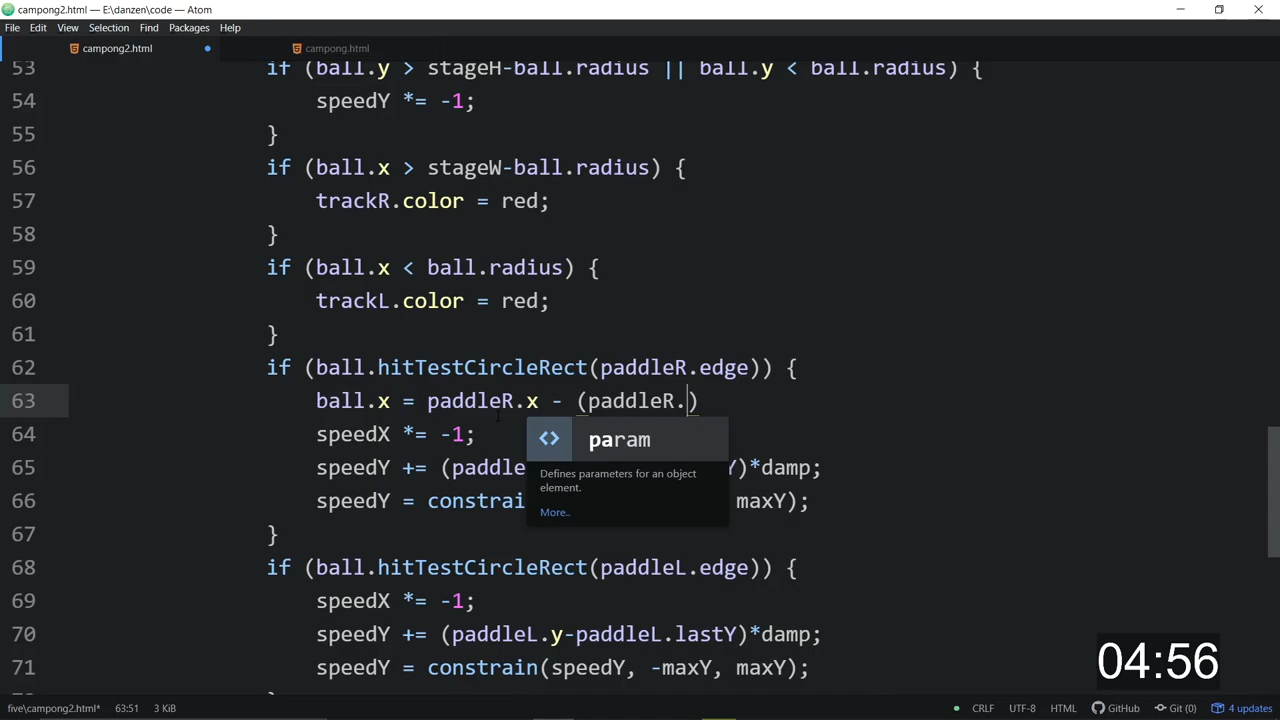 campong2.html — E:\danzen\code — Atom
File Edit View Selection Find Packages Help
campong2.html campong.html
53 if (ball.y > stageH-ball.radius || ball.y < ball.radius) {
54 speedY *= -1;
55 }
56 if (ball.x > stageW-ball.radius) {
57 trackR.color = red;
58 }
59 if (ball.x < ball.radius) {
60 trackL.color = red;
61 }
62 if (ball.hitTestCircleRect(paddleR.edge)) {
63 ball.x = paddleR.x - (paddleR.)
64 speedX *= -1;
param
65 speedY += (paddle Y)*damp;
Defines parameters for an object
element.
66 speedY = constrai maxY);
More..
67 }
68 if (ball.hitTestCircleRect(paddleL.edge)) {
69 speedX *= -1;
70 speedY += (paddleL.y-paddleL.lastY)*damp;
71 speedY = constrain(speedY, -maxY, maxY);
04:56
five\campong2.html* 63:51 3 KiB CRLF UTF-8 HTML GitHub Git (0) 4 updates